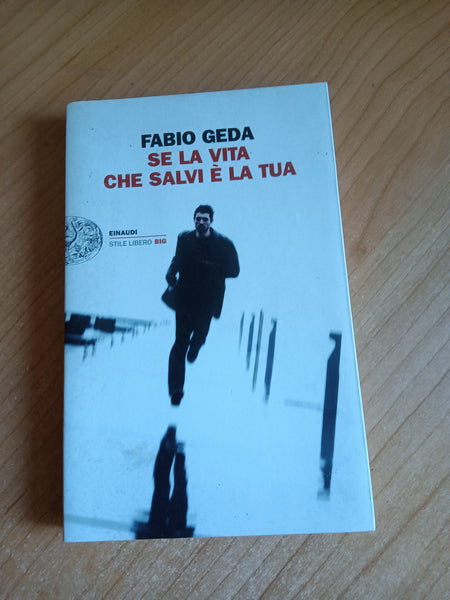 FABIO GEDA
SE LA VITA
CHE SALVI È LA TUA
EINAUDI
STILE LIBERO BIG